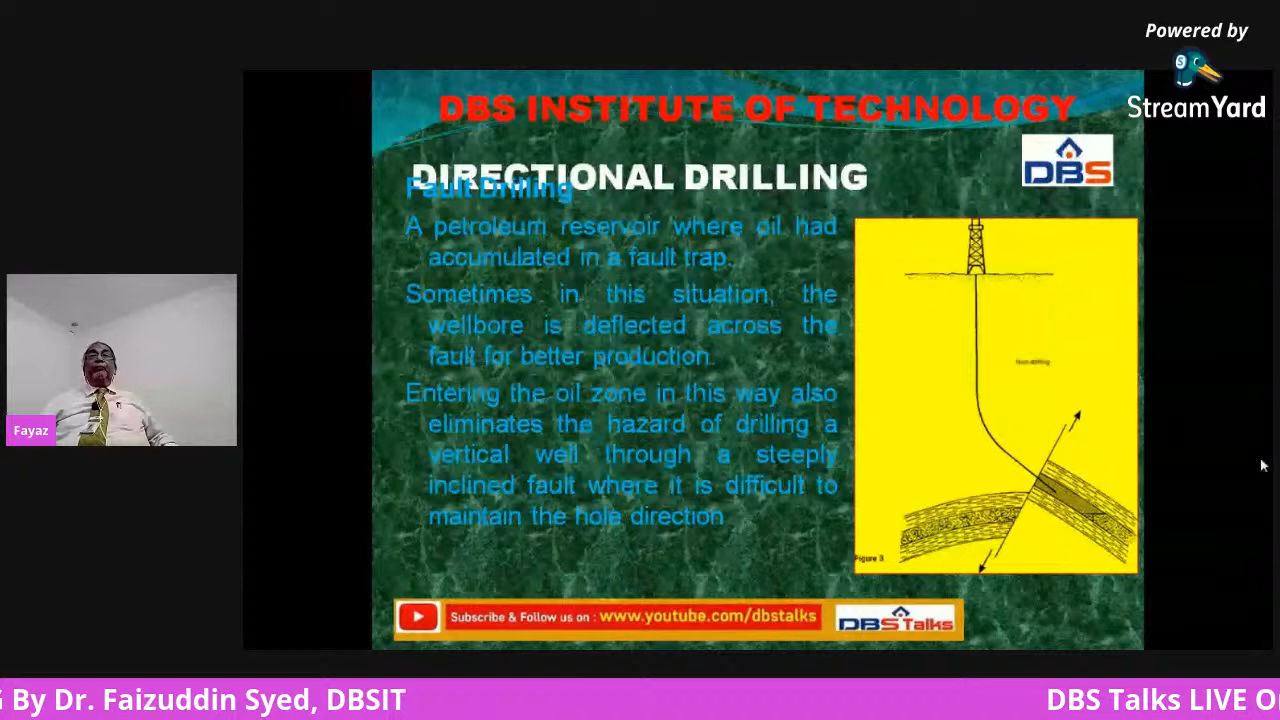 Powered by
StreamYard
DBS INSTITUTE OF TECHNOLOGY
DIRECTIONAL DRILLING
DBS
Fault Drilling
A petroleum reservoir where oil had
accumulated in a fault trap.
Sometimes in this situation, the
wellbore is deflected across the
fault for better production.
Entering the oil zone in this way also
eliminates the hazard of drilling a
vertical well through a steeply
inclined fault where it is difficult to
maintain the hole direction
drilling
Figure 3
Fayaz
Subscribe & Follow us on : www.youtube.com/dbstalks
DBS Talks
G By Dr. Faizuddin Syed, DBSIT
DBS Talks LIVE O